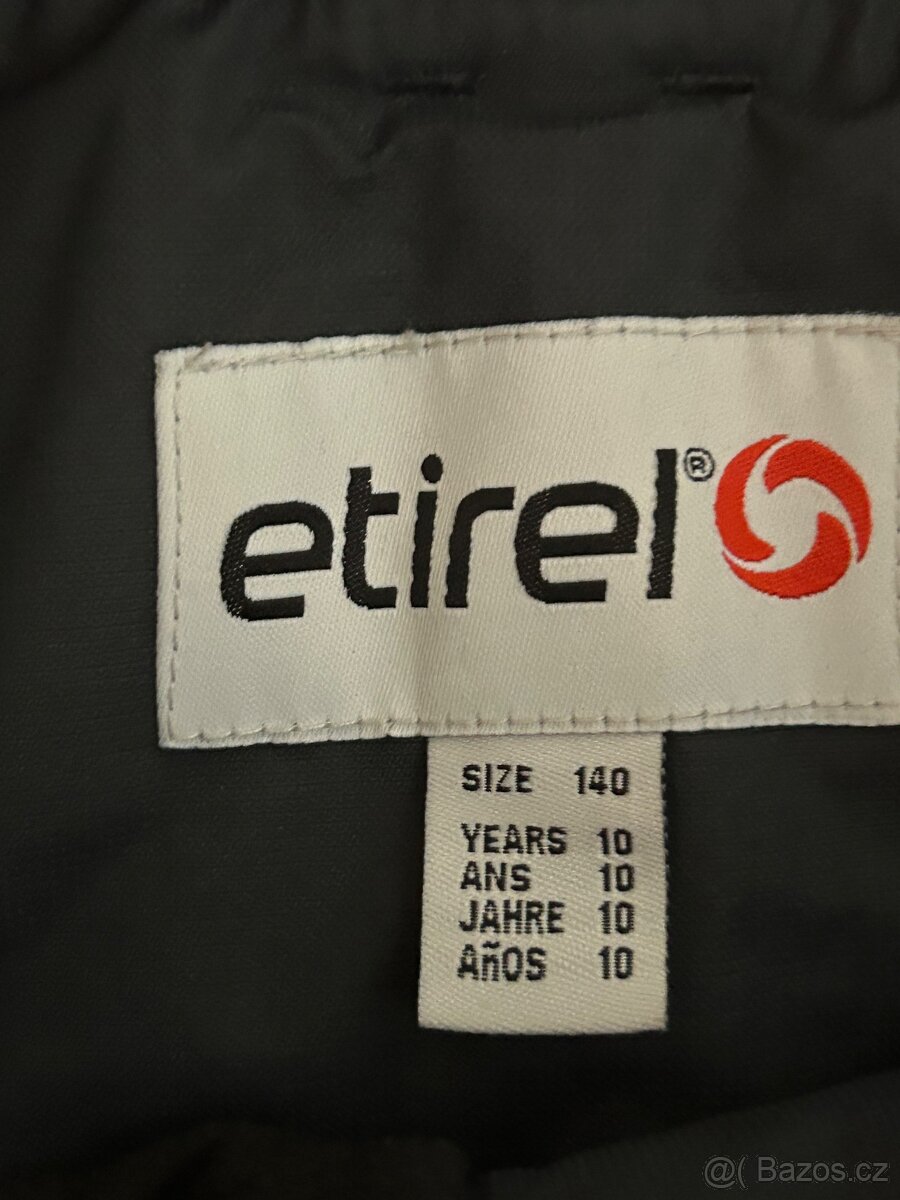 etirel®
SIZE 140
YEARS 10
ANS 10
JAHRE 10
AñOS 10
@( Bazos.cz